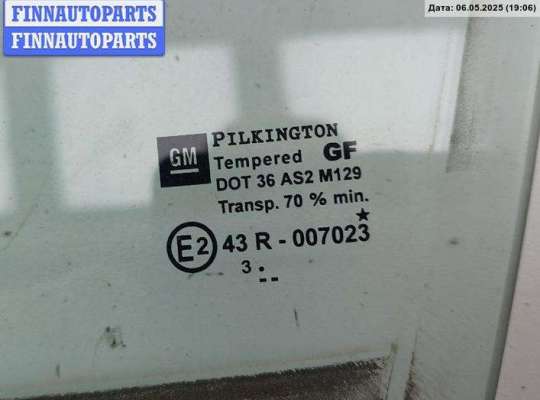 FINNAUTOPARTS
FINNAUTOPARTS
Дата: 06.05.2025 (19:06)
GM
PILKINGTON
Tempered GF
DOT 36 AS2 M129
Transp. 70 % min.
E2 43 R - 007023
3